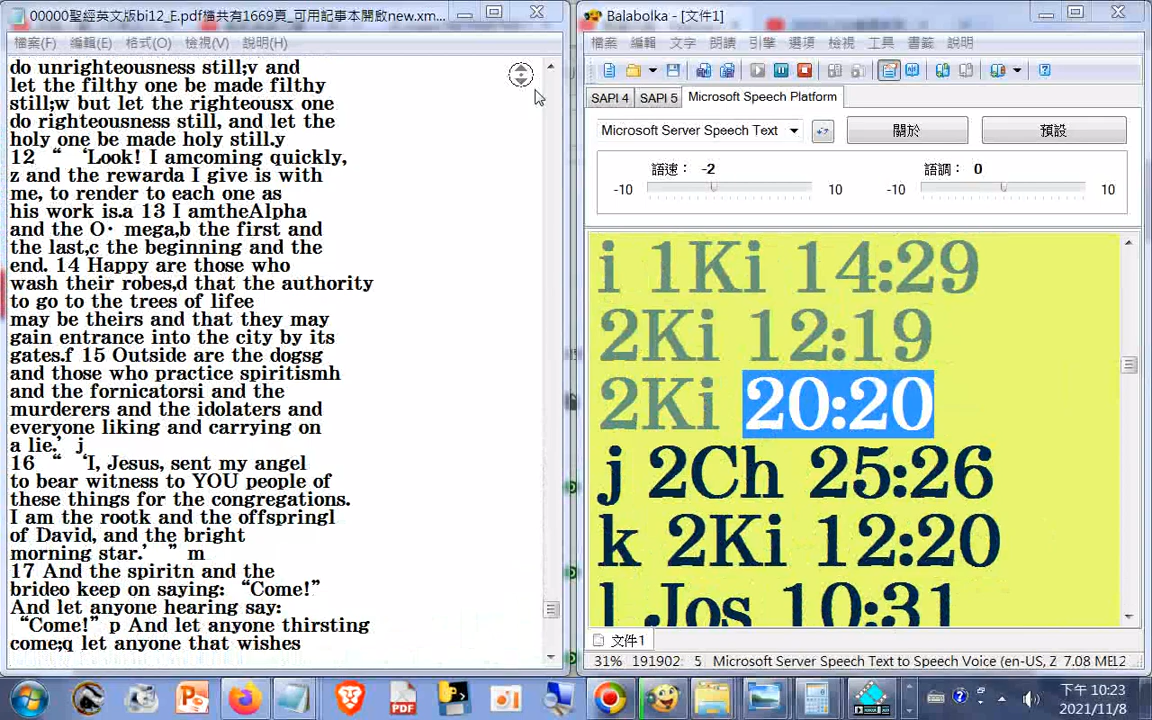 00000聖經英文版bi12_E.pdf檔共有1669頁_可用記事本開啟new.xm...
檔案(F) 編輯(E) 格式(O) 檢視(V) 說明(H)
do unrighteousness still;v and
let the filthy one be made filthy
still;w but let the righteousx one
do righteousness still, and let the
holy one be made holy still.y
12 “ ‘Look! I amcoming quickly,
z and the rewarda I give is with
me, to render to each one as
his work is.a 13 I amtheAlpha
and the O· mega,b the first and
the last,c the beginning and the
end. 14 Happy are those who
wash their robes,d that the authority
to go to the trees of lifee
may be theirs and that they may
gain entrance into the city by its
gates.f 15 Outside are the dogsg
and those who practice spiritismh
and the fornicatorsi and the
murderers and the idolaters and
everyone liking and carrying on
a lie.’ j
16 “ ‘I, Jesus, sent my angel
to bear witness to YOU people of
these things for the congregations.
I am the rootk and the offspringl
of David, and the bright
morning star.’ ” m
17 And the spiritn and the
brideo keep on saying: “Come!”
And let anyone hearing say:
“Come!” p And let anyone thirsting
come;q let anyone that wishes
Balabolka - [文件1]
檔案 編輯 文字 朗讀 引擎 選項 檢視 工具 書籤 說明
SAPI 4 SAPI 5 Microsoft Speech Platform
Microsoft Server Speech Text 關於 預設
語速: -2 語調: 0
-10 10 -10 10
i 1Ki 14:29
2Ki 12:19
2Ki 20:20
j 2Ch 25:26
k 2Ki 12:20
l Jos 10:31
文件1
31% 191902: 5 Microsoft Server Speech Text to Speech Voice (en-US, Z 7.08 ME
PDF
下午 10:23
2021/11/8